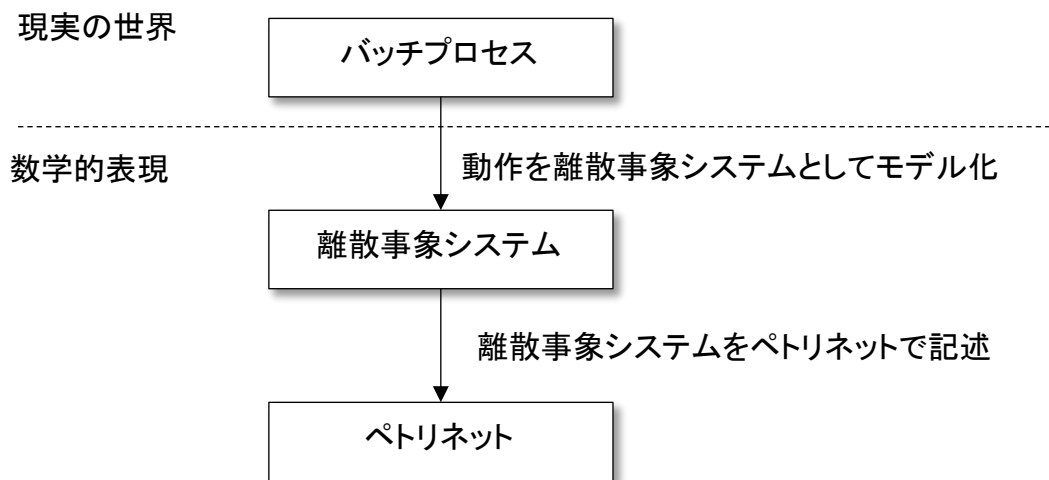 現実の世界
バッチプロセス
数学的表現
動作を離散事象システムとしてモデル化
離散事象システム
離散事象システムをペトリネットで記述
ペトリネット